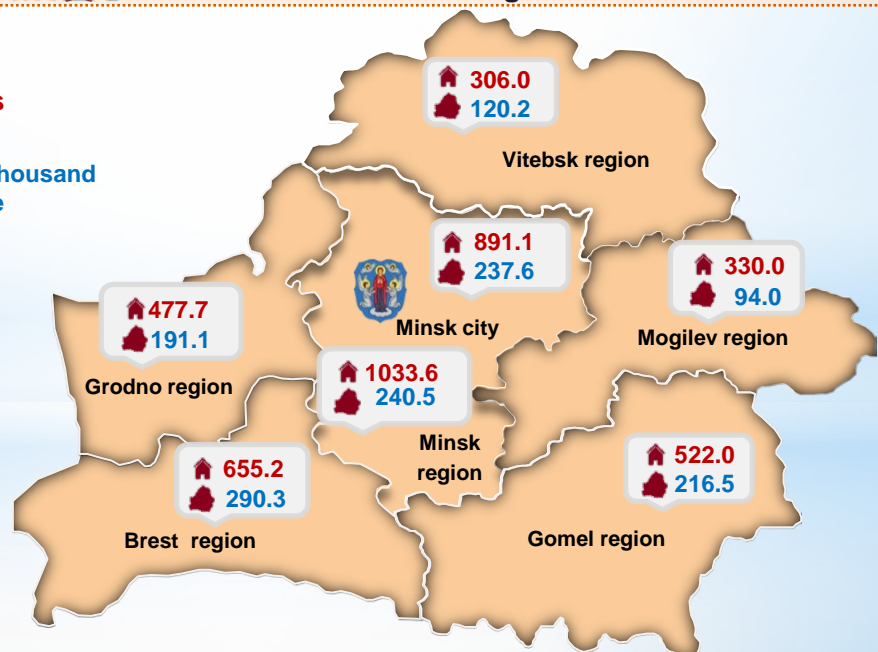 306.0
120.2
Vitebsk region
891.1
237.6
Minsk city
330.0
94.0
Mogilev region
477.7
191.1
Grodno region
1033.6
240.5
Minsk
region
655.2
290.3
Brest region
522.0
216.5
Gomel region